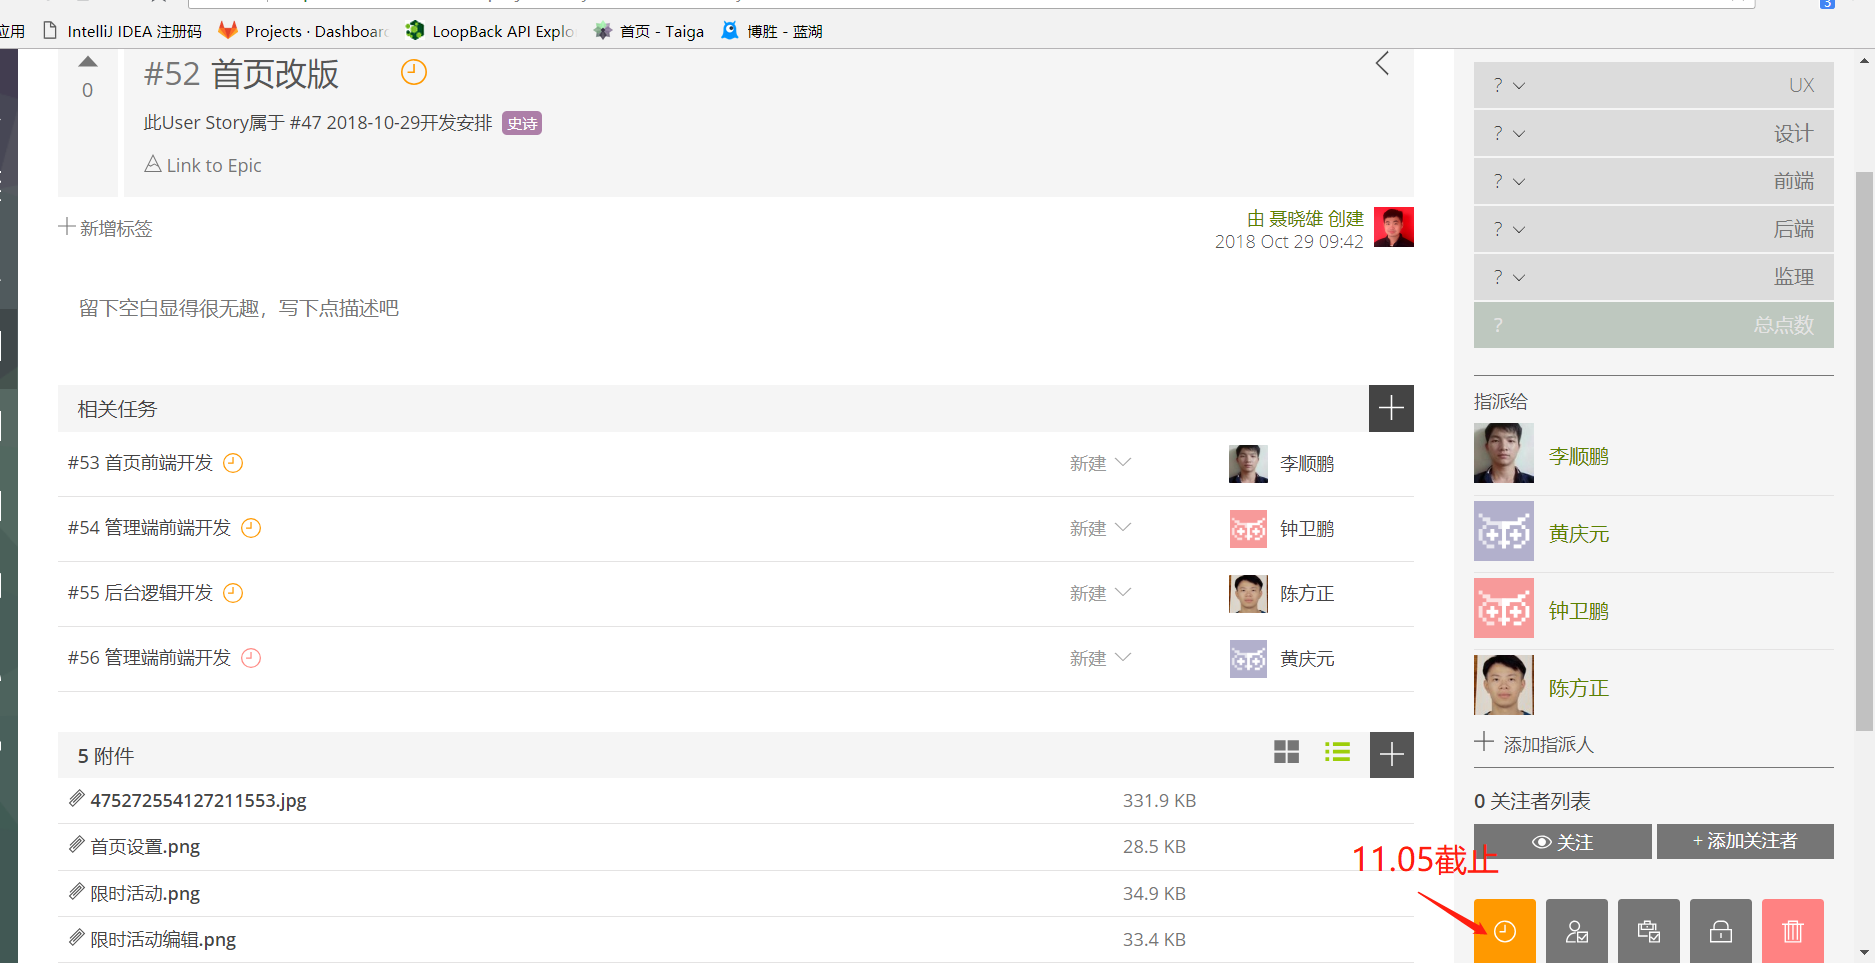 应用 IntelliJ IDEA 注册码 Projects · Dashboar LoopBack API Explo 首页 - Taiga 博胜 - 蓝湖
3
0
#52 首页改版
此User Story属于 #47 2018-10-29开发安排 史诗
Link to Epic
新增标签
由 聂晓雄 创建
2018 Oct 29 09:42
留下空白显得很无趣，写下点描述吧
相关任务
#53 首页前端开发 新建 李顺鹏
#54 管理端前端开发 新建 钟卫鹏
#55 后台逻辑开发 新建 陈方正
#56 管理端前端开发 新建 黄庆元
5 附件
475272554127211553.jpg 331.9 KB
首页设置.png 28.5 KB
限时活动.png 34.9 KB
限时活动编辑.png 33.4 KB
? UX
? 设计
? 前端
? 后端
? 监理
? 总点数
指派给
李顺鹏
黄庆元
钟卫鹏
陈方正
添加指派人
0 关注者列表
关注 + 添加关注者
11.05截止